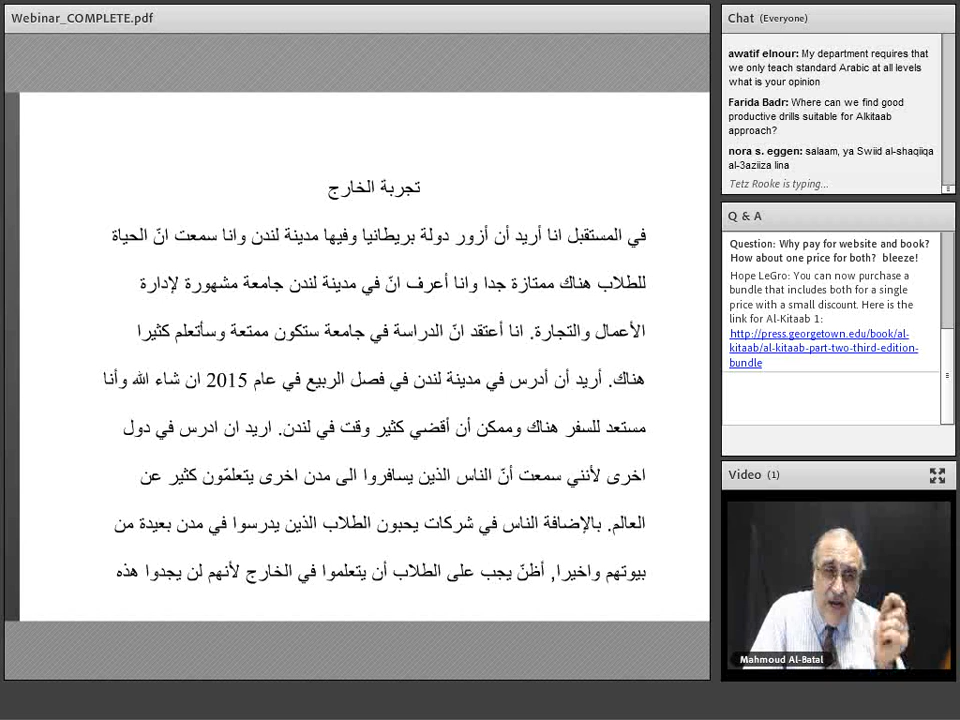 Webinar_COMPLETE.pdf
تجربة الخارج
في المستقبل انا أريد أن أزور دولة بريطانيا وفيها مدينة لندن وانا سمعت انّ الحياة
للطلاب هناك ممتازة جدا وانا أعرف انّ في مدينة لندن جامعة مشهورة لإدارة
الأعمال والتجارة. انا أعتقد انّ الدراسة في جامعة ستكون ممتعة وسأتعلم كثيرا
هناك. أريد أن أدرس في مدينة لندن في فصل الربيع في عام 2015 ان شاء الله وأنا
مستعد للسفر هناك وممكن أن أقضي كثير وقت في لندن. اريد ان ادرس في دول
اخرى لأنني سمعت أنّ الناس الذين يسافروا الى مدن اخرى يتعلمّون كثير عن
العالم. بالإضافة الناس في شركات يحبون الطلاب الذين يدرسوا في مدن بعيدة من
بيوتهم واخيرا, أظنّ يجب على الطلاب أن يتعلموا في الخارج لأنهم لن يجدوا هذه
Chat (Everyone)
awatif elnour: My department requires that
we only teach standard Arabic at all levels
what is your opinion
Farida Badr: Where can we find good
productive drills suitable for Alkitaab
approach?
nora s. eggen: salaam, ya Swiid al-shaqiiqa
al-3aziiza lina
Tetz Rooke is typing...
Q & A
Question: Why pay for website and book?
How about one price for both? bleeze!
Hope LeGro: You can now purchase a
bundle that includes both for a single
price with a small discount. Here is the
link for Al-Kitaab 1:
http://press.georgetown.edu/book/al-
kitaab/al-kitaab-part-two-third-edition-
bundle
Video (1)
Mahmoud Al-Batal